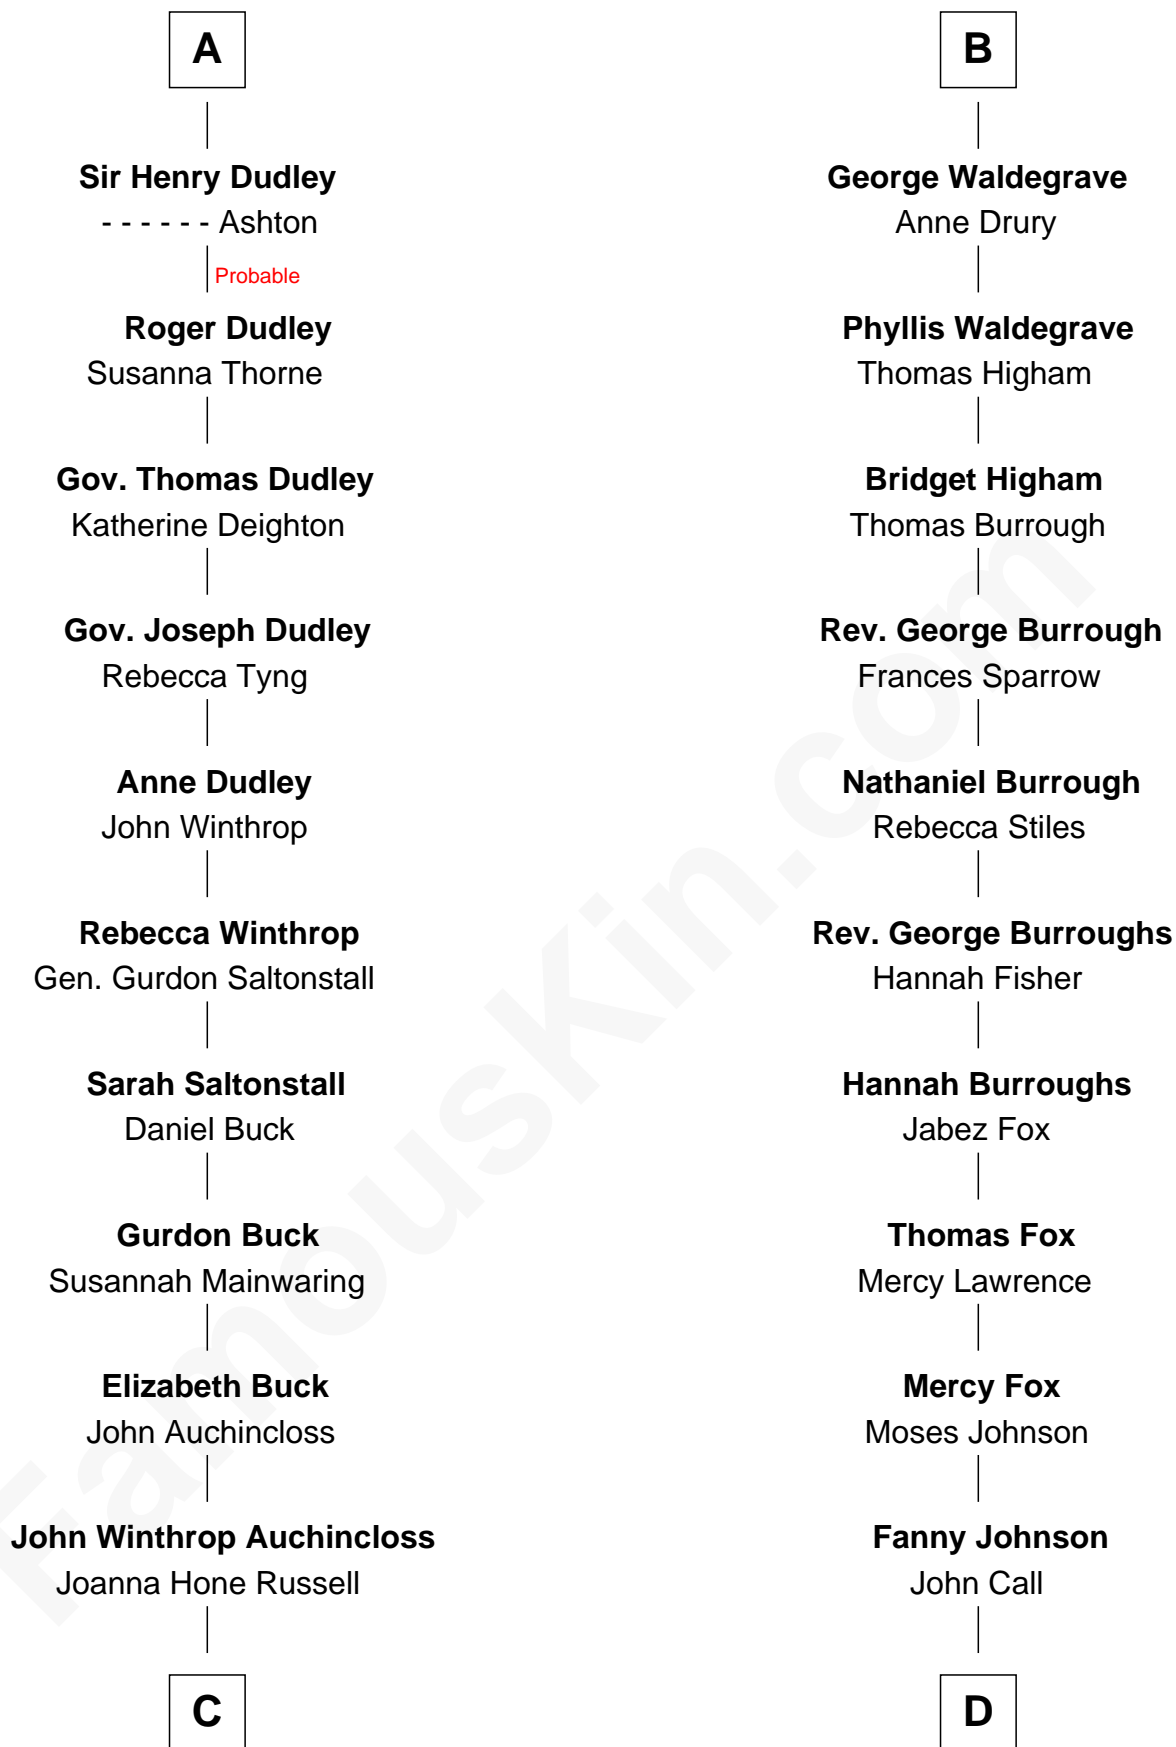 A
Sir Henry Dudley
- - - - - - Ashton
Probable
Roger Dudley
Susanna Thorne
Gov. Thomas Dudley
Katherine Deighton
Gov. Joseph Dudley
Rebecca Tyng
Anne Dudley
John Winthrop
Rebecca Winthrop
Gen. Gurdon Saltonstall
Sarah Saltonstall
Daniel Buck
Gurdon Buck
Susannah Mainwaring
Elizabeth Buck
John Auchincloss
John Winthrop Auchincloss
Joanna Hone Russell
C
B
George Waldegrave
Anne Drury
Phyllis Waldegrave
Thomas Higham
Bridget Higham
Thomas Burrough
Rev. George Burrough
Frances Sparrow
Nathaniel Burrough
Rebecca Stiles
Rev. George Burroughs
Hannah Fisher
Hannah Burroughs
Jabez Fox
Thomas Fox
Mercy Lawrence
Mercy Fox
Moses Johnson
Fanny Johnson
John Call
D
FamousKin.com